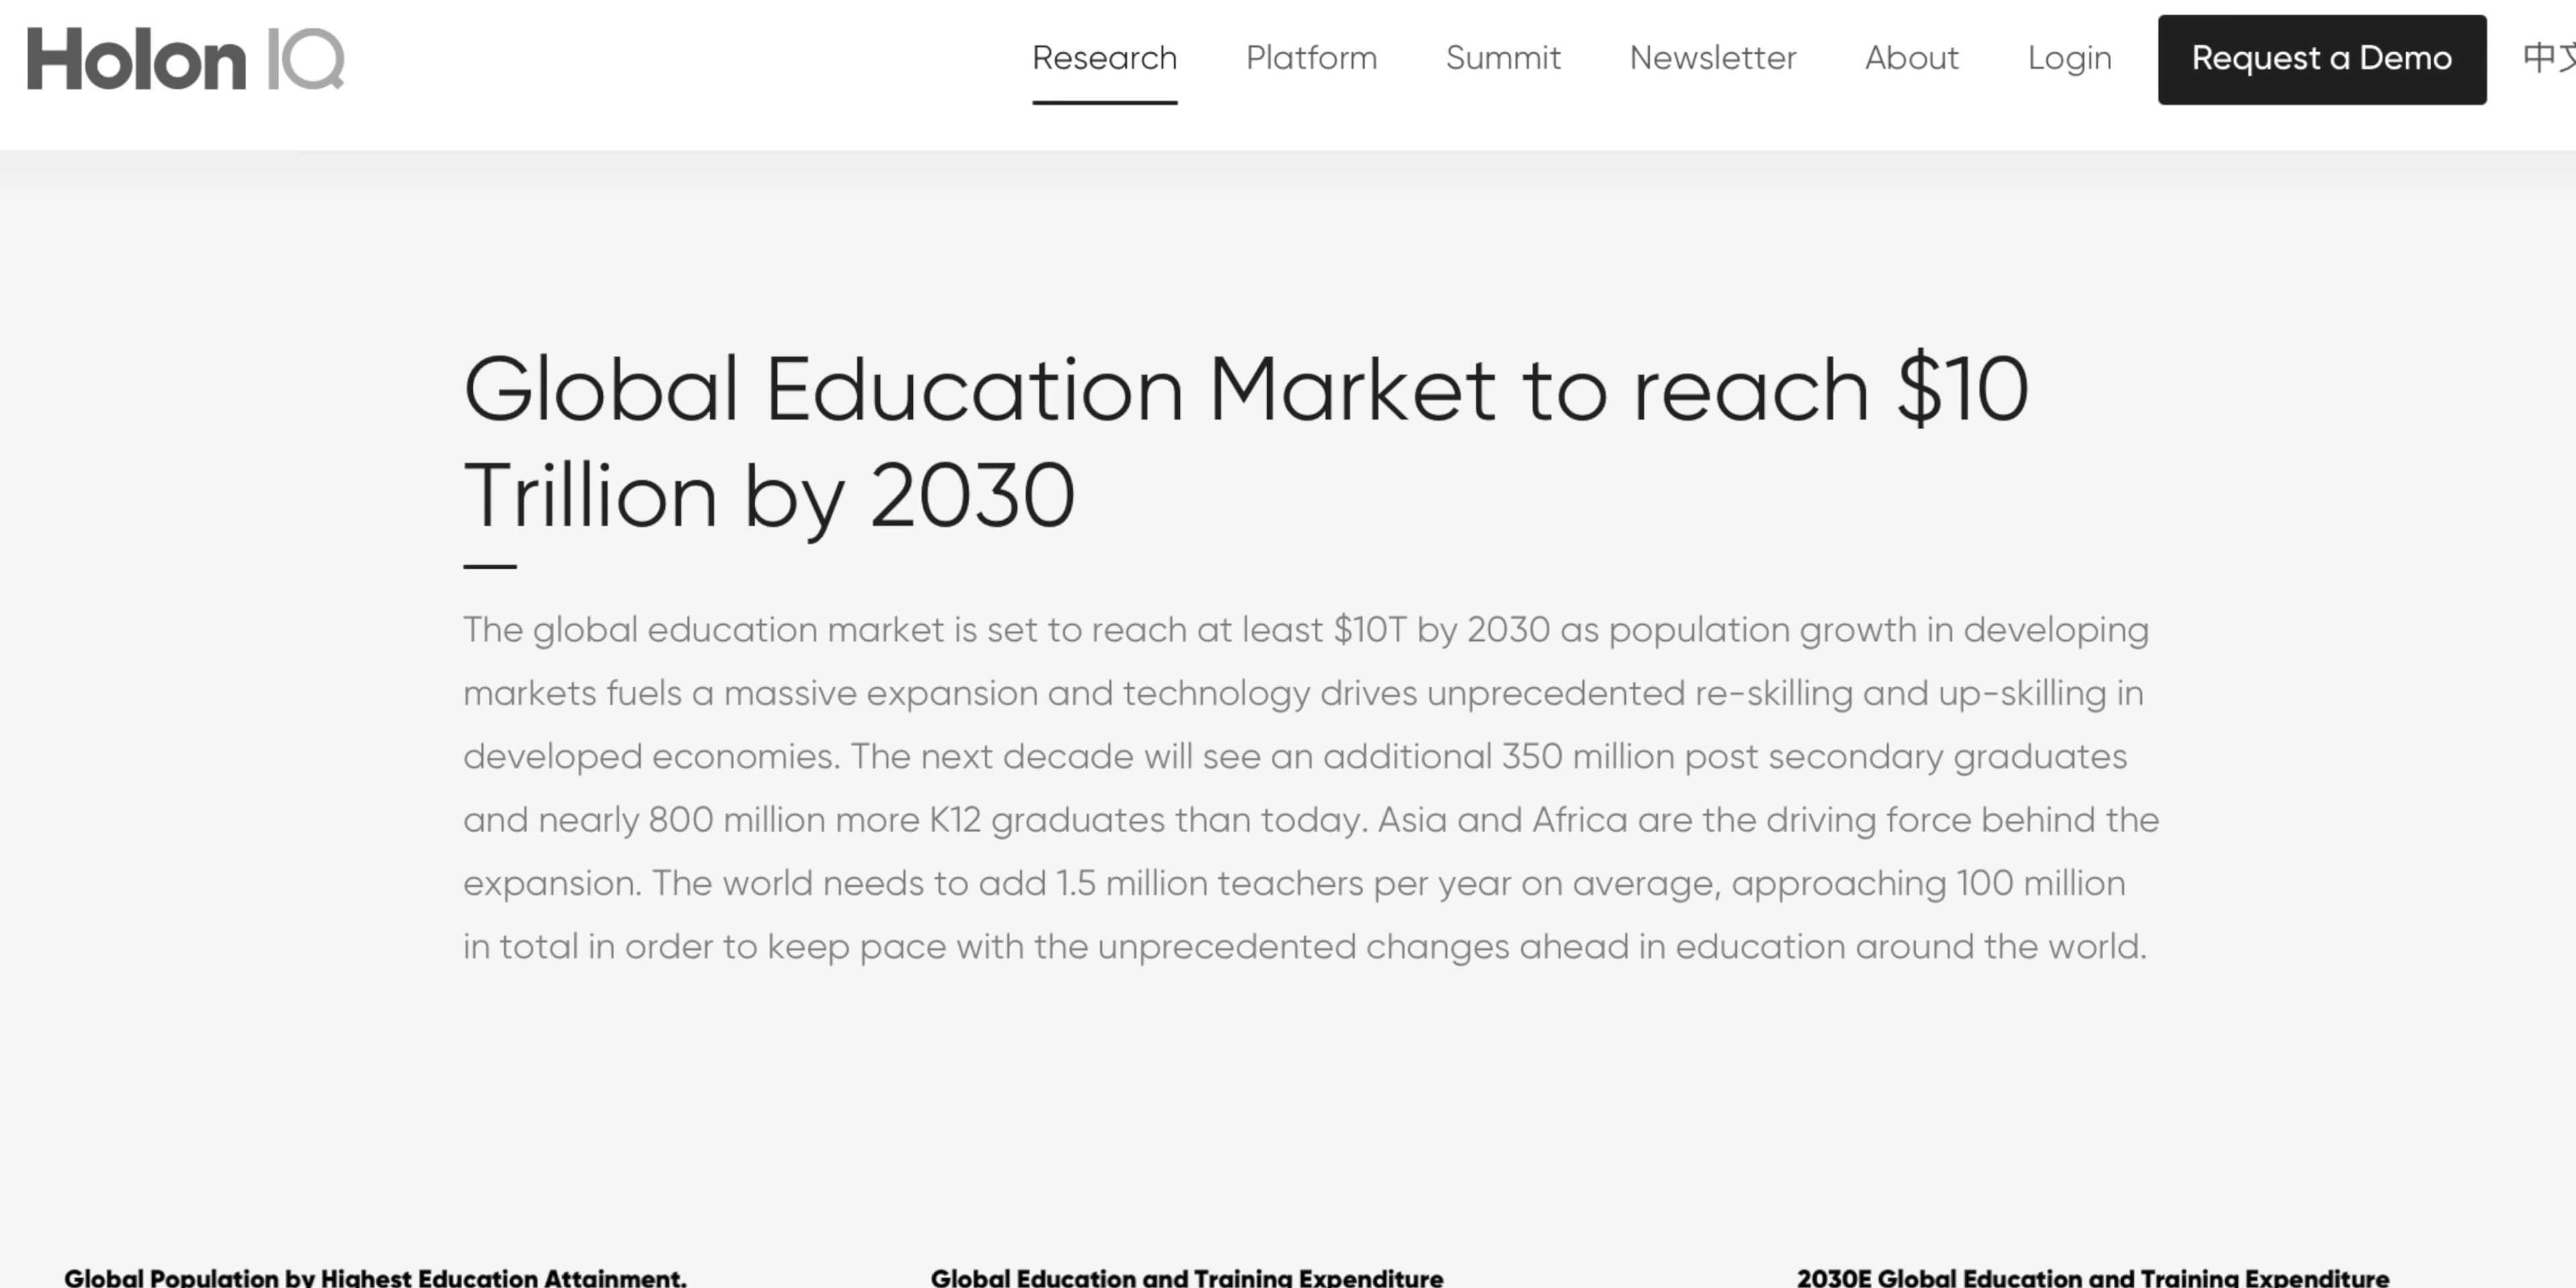 Holon IQ
Research Platform Summit Newsletter About Login Request a Demo 中文
Global Education Market to reach $10
Trillion by 2030
The global education market is set to reach at least $10T by 2030 as population growth in developing
markets fuels a massive expansion and technology drives unprecedented re-skilling and up-skilling in
developed economies. The next decade will see an additional 350 million post secondary graduates
and nearly 800 million more K12 graduates than today. Asia and Africa are the driving force behind the
expansion. The world needs to add 1.5 million teachers per year on average, approaching 100 million
in total in order to keep pace with the unprecedented changes ahead in education around the world.
Global Population by Highest Education Attainment.
Global Education and Training Expenditure
2030E Global Education and Training Expenditure